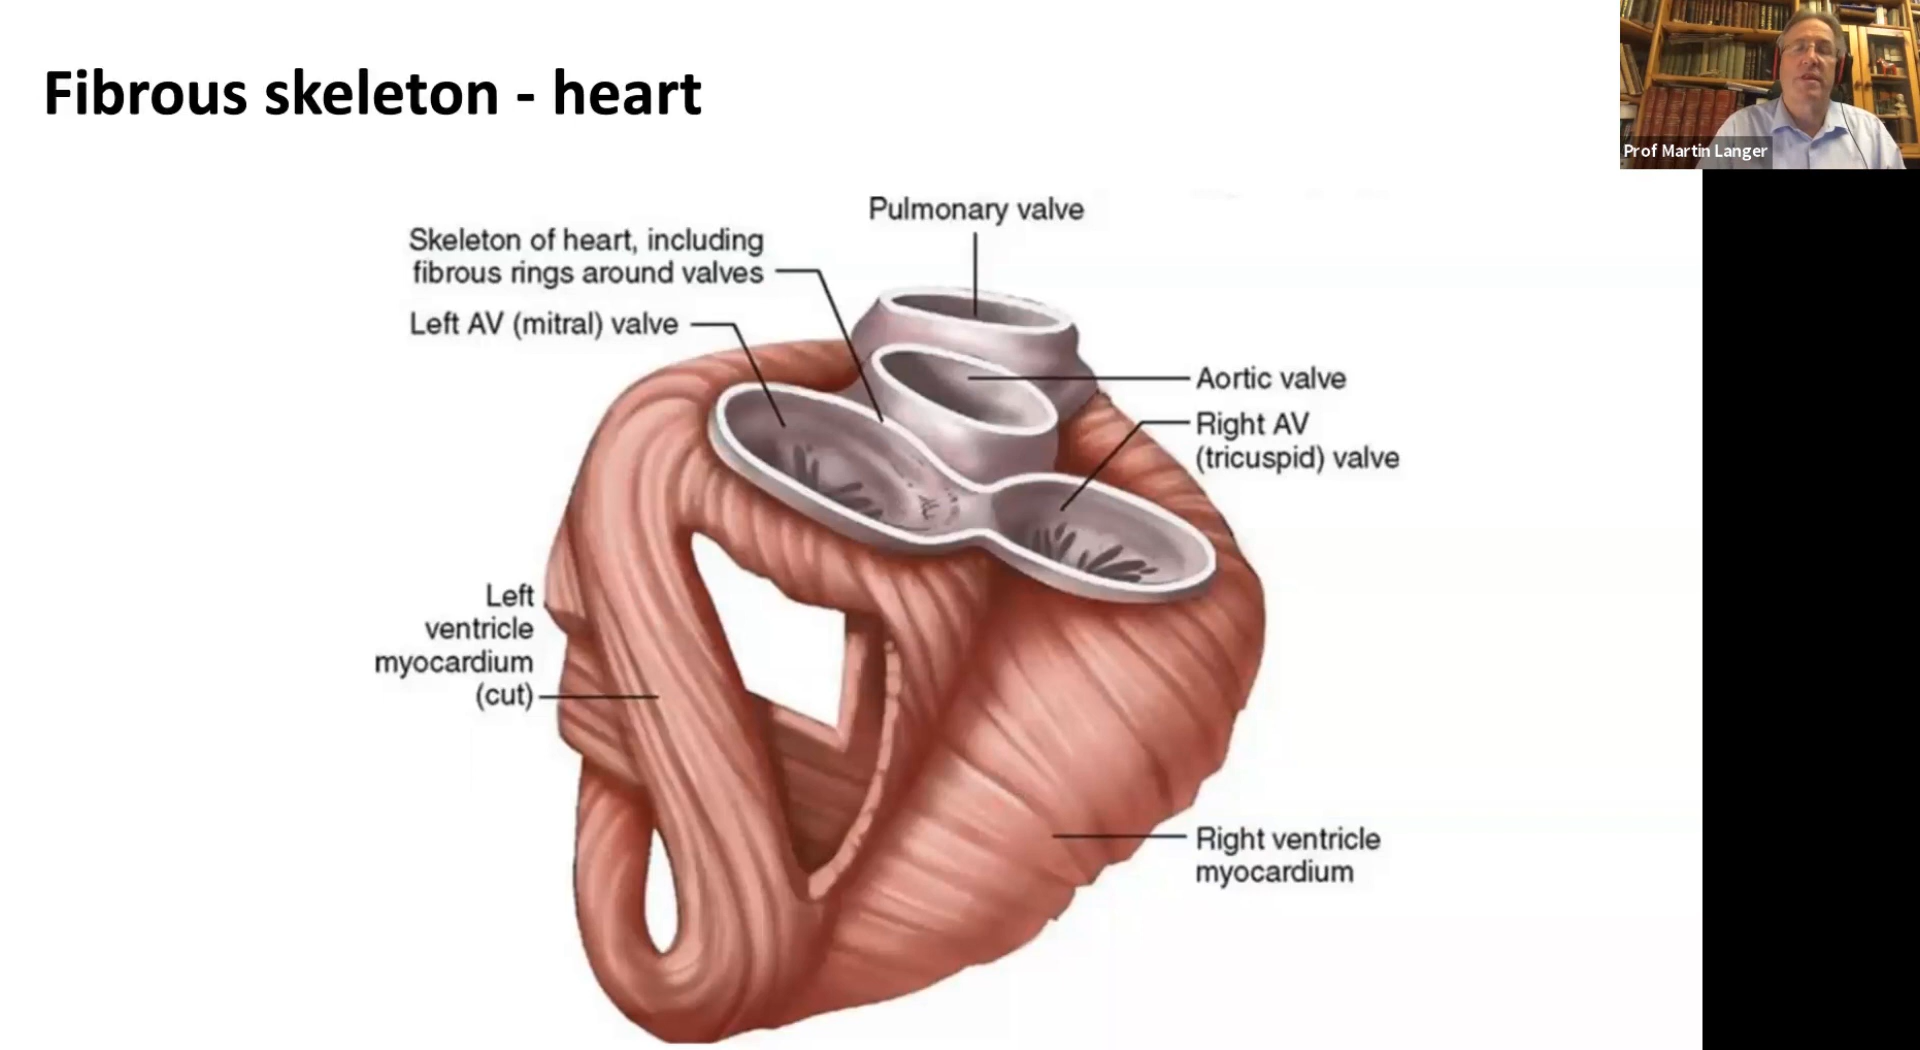 Fibrous skeleton - heart
Prof Martin Langer
Pulmonary valve
Skeleton of heart, including
fibrous rings around valves
Left AV (mitral) valve
Aortic valve
Right AV
(tricuspid) valve
Left
ventricle
myocardium
(cut)
Right ventricle
myocardium